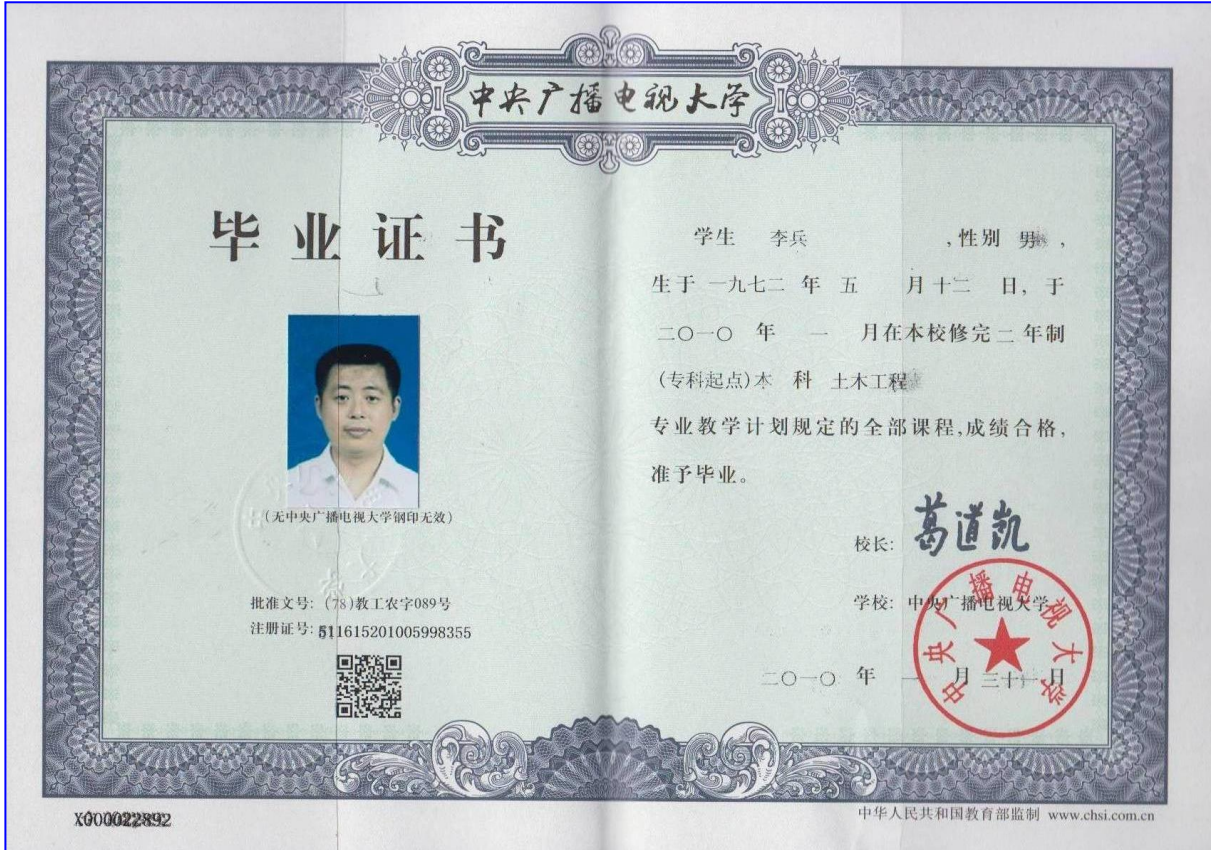 中央广播电视大学
毕业证书
(无中央广播电视大学钢印无效)
批准文号: (78)教工农字089号
注册证号: 511615201005998355
学生 李兵 ,性别 男 ,
生于 一九七二 年 五 月 十二 日, 于
二〇一〇 年 一 月在本校修完 二 年制
(专科起点)本 科 土木工程
专业教学计划规定的全部课程,成绩合格,
准予毕业。
校长: 葛道凯
学校: 中央广播电视大学
中央广播电视大学
二〇一〇 年 一 月 三十一 日
中华人民共和国教育部监制 www.chsi.com.cn